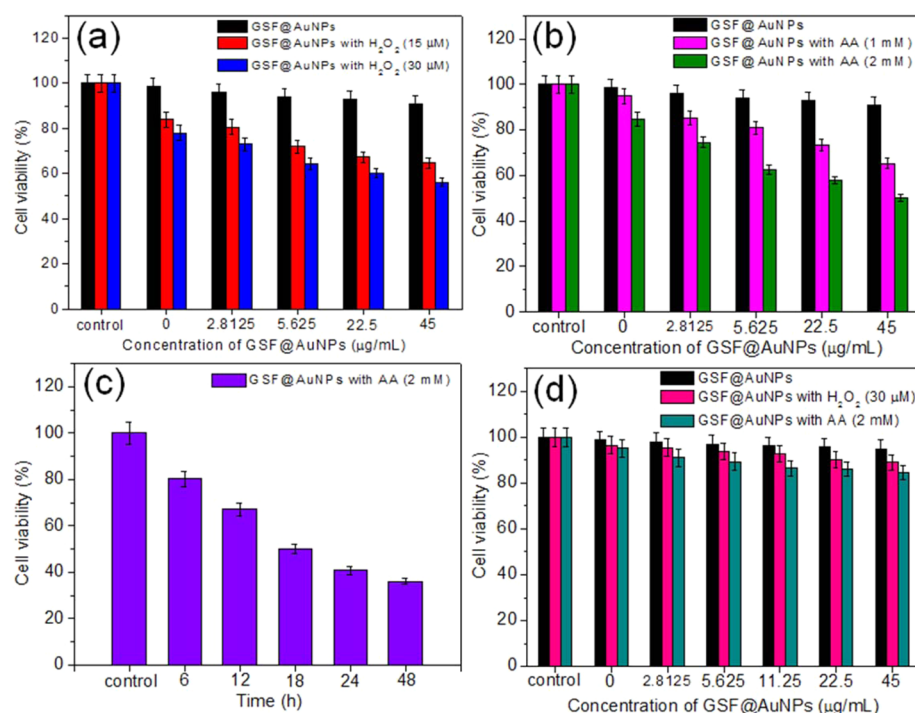 (a)
GSF@AuNPs
GSF@AuNPs with H₂O₂ (15 μM)
GSF@AuNPs with H₂O₂ (30 μM)
Cell viability (%)
120
100
80
60
40
20
0
control 0 2.8125 5.625 22.5 45
Concentration of GSF@AuNPs (μg/mL)
(b)
GSF@AuNPs
GSF@AuNPs with AA (1 mM)
GSF@AuNPs with AA (2 mM)
Cell viability (%)
120
100
80
60
40
20
0
control 0 2.8125 5.625 22.5 45
Concentration of GSF@AuNPs (μg/mL)
(c)
GSF@AuNPs with AA (2 mM)
Cell viability (%)
120
100
80
60
40
20
0
control 6 12 18 24 48
Time (h)
(d)
GSF@AuNPs
GSF@AuNPs with H₂O₂ (30 μM)
GSF@AuNPs with AA (2 mM)
Cell viability (%)
120
100
80
60
40
20
0
control 0 2.8125 5.625 11.25 22.5 45
Concentration of GSF@AuNPs (μg/mL)